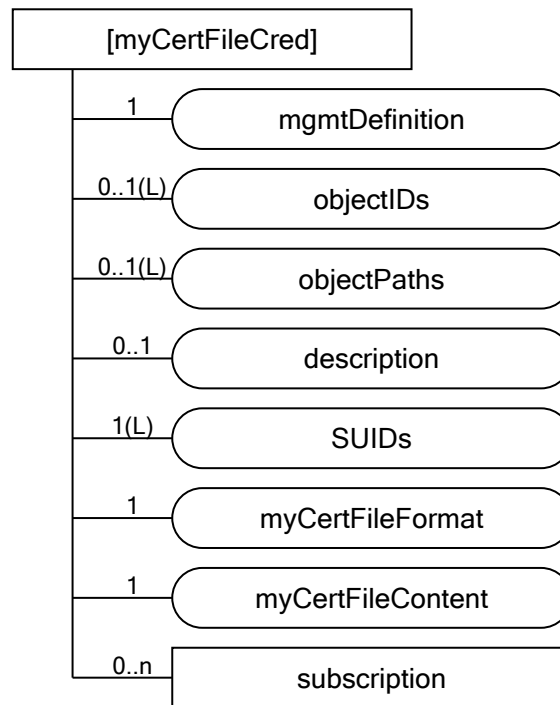 [myCertFileCred]
1
mgmtDefinition
0..1(L)
objectIDs
0..1(L)
objectPaths
0..1
description
1(L)
SUIDs
1
myCertFileFormat
1
myCertFileContent
0..n
subscription